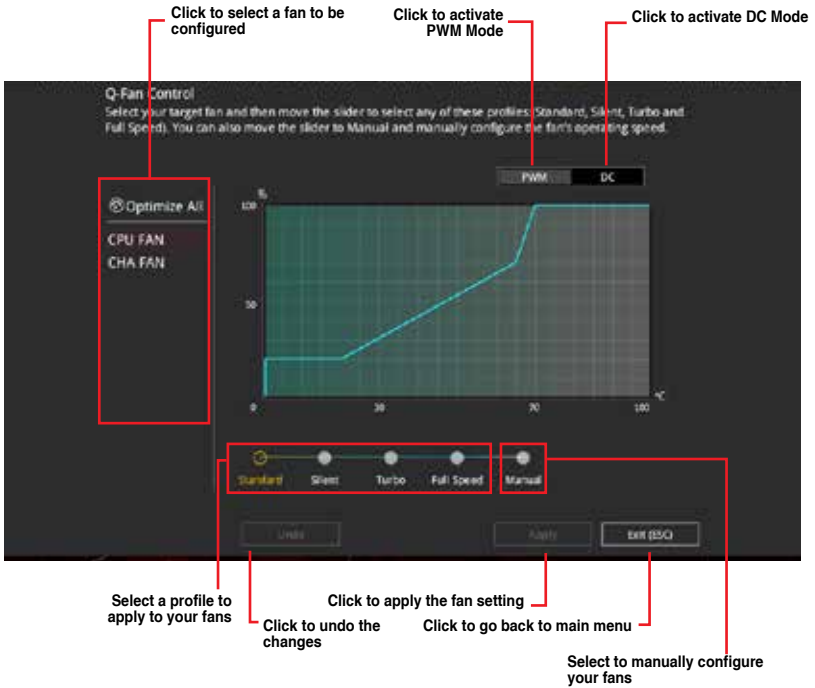 Click to select a fan to be
configured
Click to activate
PWM Mode
Click to activate DC Mode
Q-Fan Control
Select your target fan and then move the slider to select any of these profiles: (Standard, Silent, Turbo and
Full Speed). You can also move the slider to Manual and manually configure the fan's operating speed.
PWM
DC
Optimize All
CPU FAN
CHA FAN
%
100
50
0
30
70
100
°C
Standard
Silent
Turbo
Full Speed
Manual
Undo
Apply
Exit (ESC)
Select a profile to
apply to your fans
Click to undo the
changes
Click to apply the fan setting
Click to go back to main menu
Select to manually configure
your fans